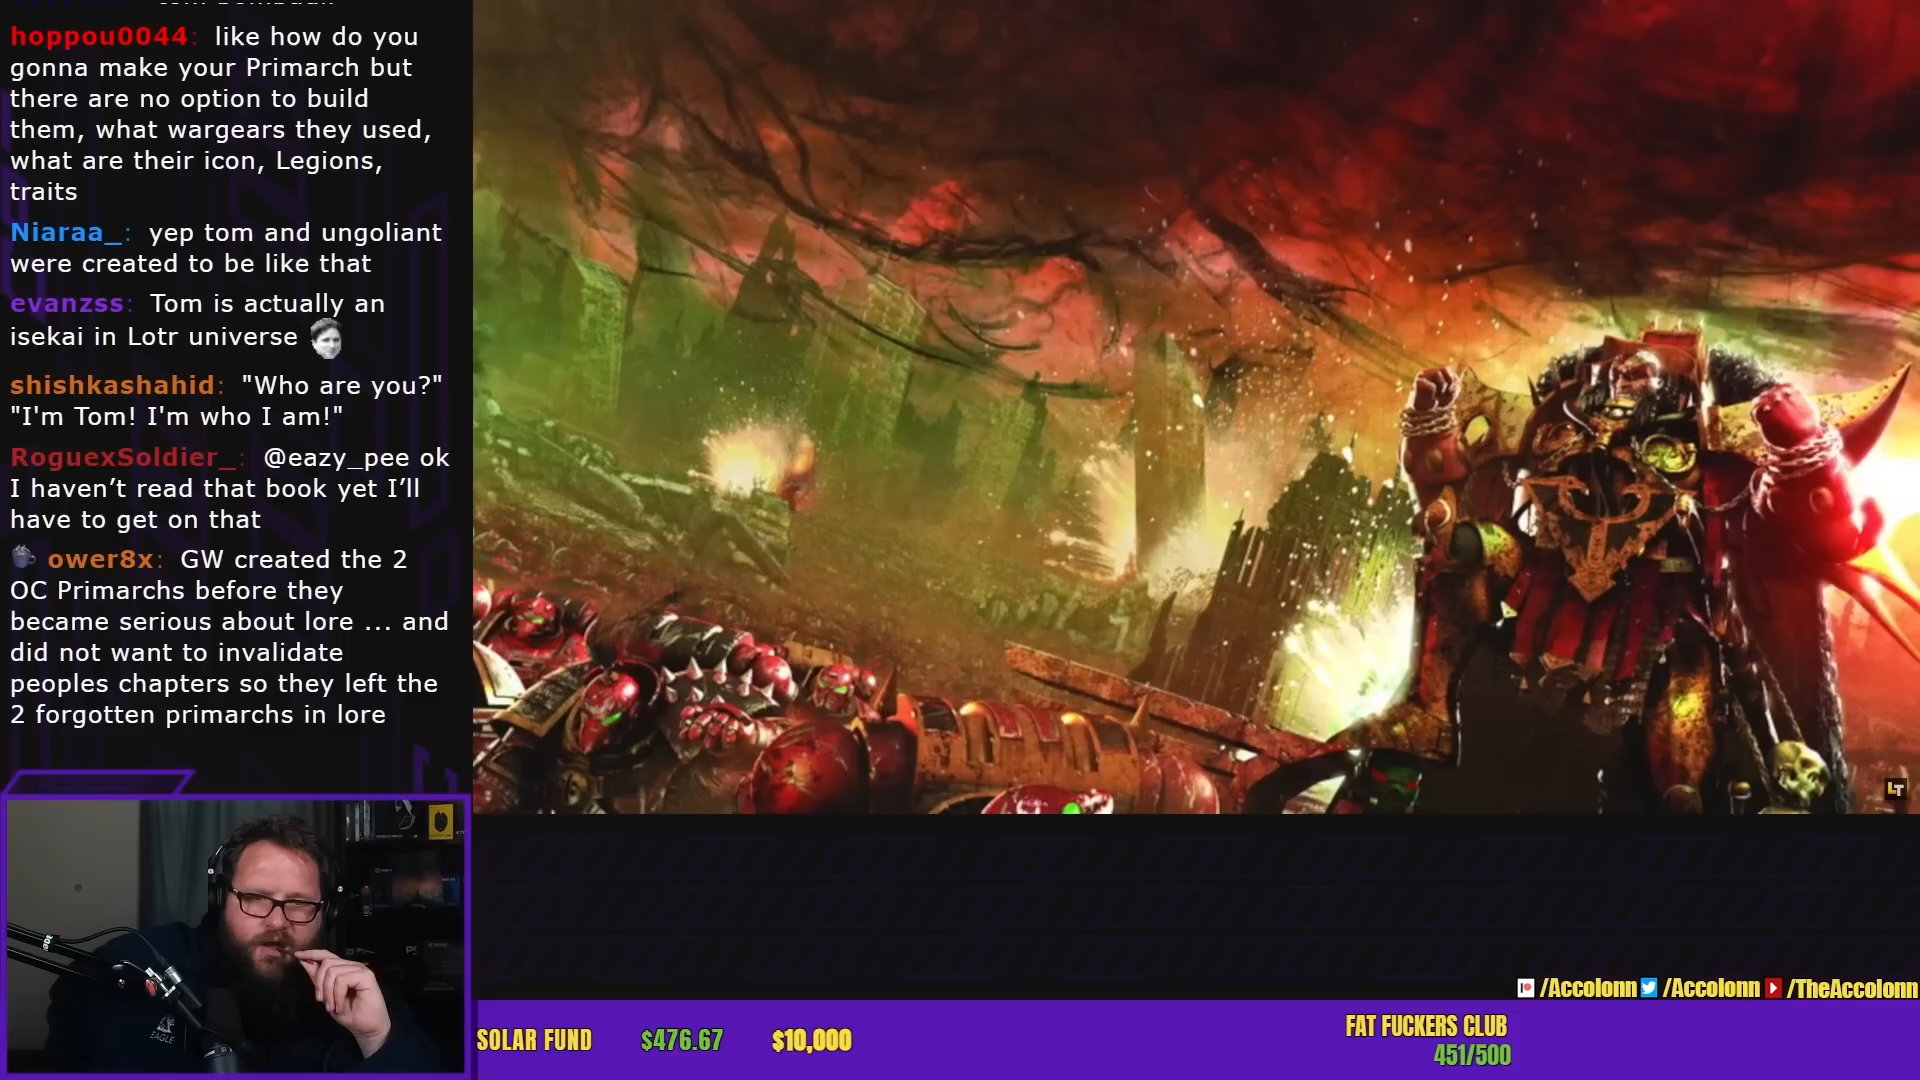 hoppou0044: like how do you
gonna make your Primarch but
there are no option to build
them, what wargears they used,
what are their icon, Legions,
traits
Niaraa_: yep tom and ungoliant
were created to be like that
evanzss: Tom is actually an
isekai in Lotr universe
shishkashahid: "Who are you?"
"I'm Tom! I'm who I am!"
RoguexSoldier_: @eazy_pee ok
I haven’t read that book yet I’ll
have to get on that
ower8x: GW created the 2
OC Primarchs before they
became serious about lore ... and
did not want to invalidate
peoples chapters so they left the
2 forgotten primarchs in lore
LT
EAGLE
/Accolonn /Accolonn /TheAccolonn
SOLAR FUND $476.67 $10,000
FAT FUCKERS CLUB
451/500